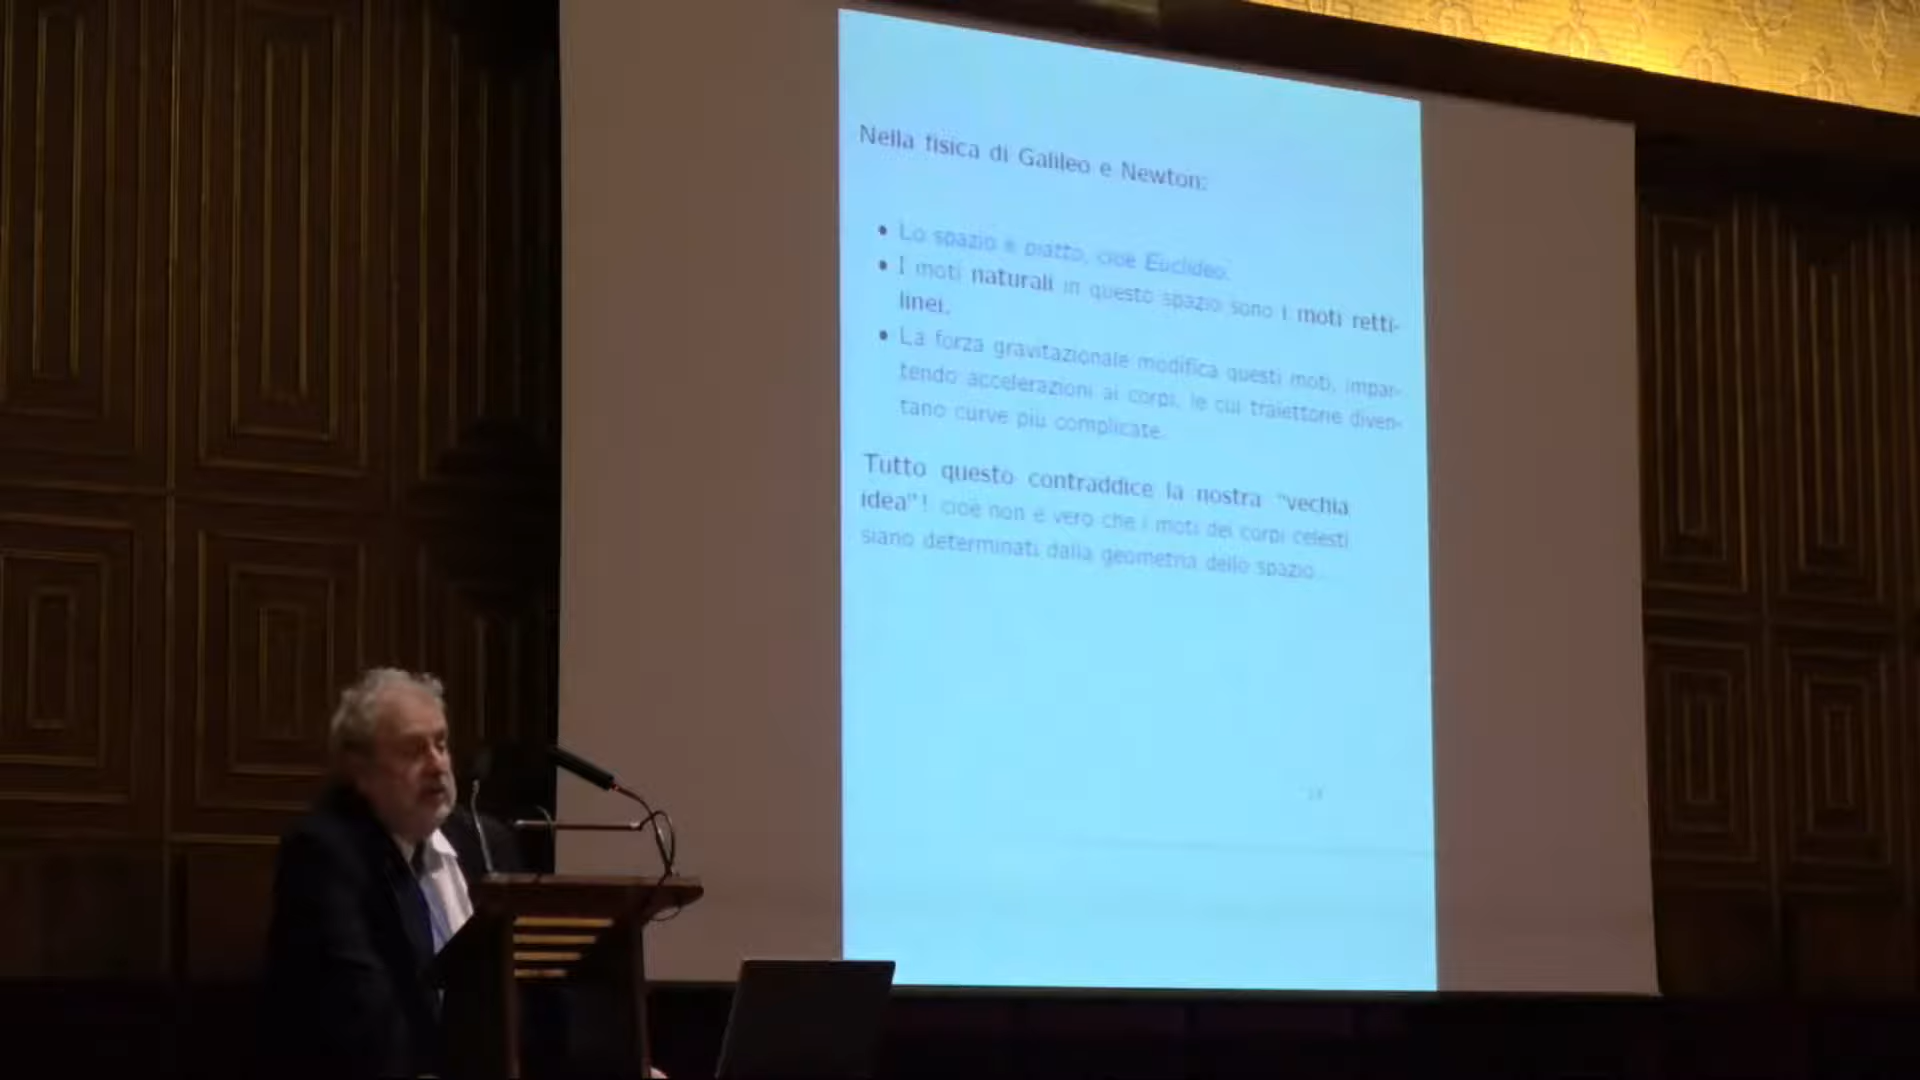 Nella fisica di Galileo e Newton:
• Lo spazio è piatto, cioè Euclideo.
• I moti naturali in questo spazio sono i moti retti-
linei.
• La forza gravitazionale modifica questi moti, impar-
tendo accelerazioni ai corpi, le cui traiettorie diven-
tano curve più complicate.
Tutto questo contraddice la nostra "vechia
idea"! cioè non è vero che i moti dei corpi celesti
siano determinati dalla geometria dello spazio...